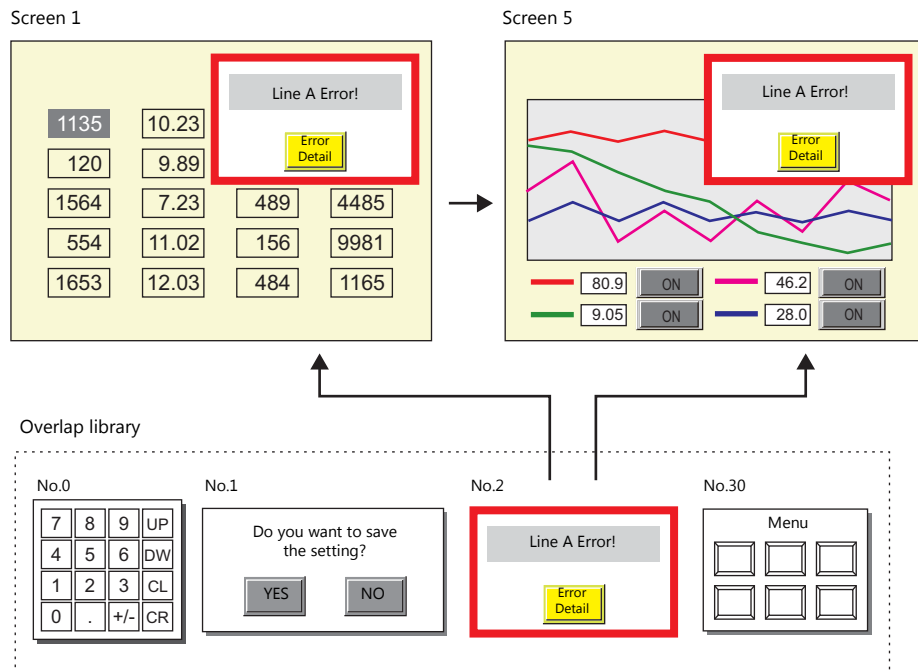 Screen 1
Line A Error!
Error
Detail
1135 10.23
120 9.89
1564 7.23 489 4485
554 11.02 156 9981
1653 12.03 484 1165
Screen 5
Line A Error!
Error
Detail
80.9 ON 46.2 ON
9.05 ON 28.0 ON
Overlap library
No.0
7 8 9 UP
4 5 6 DW
1 2 3 CL
0 . +/- CR
No.1
Do you want to save
the setting?
YES NO
No.2
Line A Error!
Error
Detail
No.30
Menu